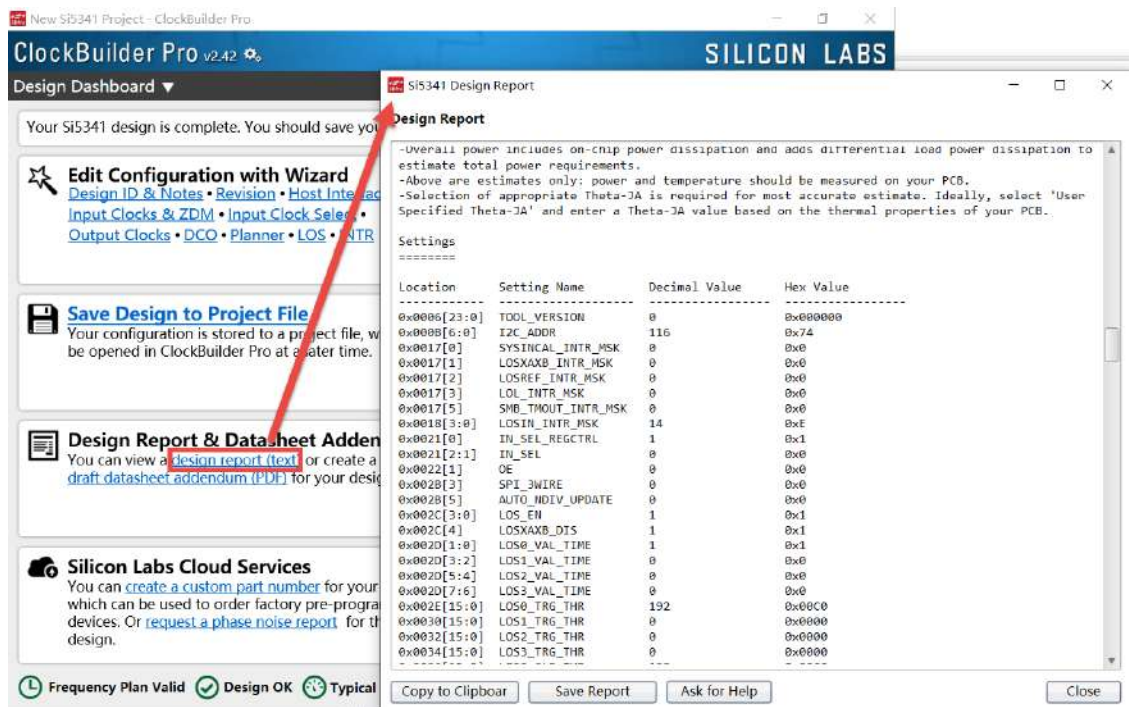 New Si5341 Project - ClockBuilder Pro
ClockBuilder Pro v2.42
SILICON LABS
Design Dashboard ▼
Your Si5341 design is complete. You should save you
Edit Configuration with Wizard
Design ID & Notes • Revision • Host Interfac
Input Clocks & ZDM • Input Clock Select •
Output Clocks • DCO • Planner • LOS • INTR
Save Design to Project File
Your configuration is stored to a project file, w
be opened in ClockBuilder Pro at a later time.
Design Report & Datasheet Adden
You can view a design report (text) or create a
draft datasheet addendum (PDF) for your desig
Silicon Labs Cloud Services
You can create a custom part number for your
which can be used to order factory pre-progra
devices. Or request a phase noise report for th
design.
Frequency Plan Valid Design OK Typical
Si5341 Design Report
Design Report
-Overall power includes on-chip power dissipation and adds differential load power dissipation to
estimate total power requirements.
-Above are estimates only: power and temperature should be measured on your PCB.
-Selection of appropriate Theta-JA is required for most accurate estimate. Ideally, select 'User
Specified Theta-JA' and enter a Theta-JA value based on the thermal properties of your PCB.
Settings
========
Location Setting Name Decimal Value Hex Value
------------ ------------------- ----------------- -----------------
0x0006[23:0] TOOL_VERSION 0 0x000000
0x000B[6:0] I2C_ADDR 116 0x74
0x0017[0] SYSINCAL_INTR_MSK 0 0x0
0x0017[1] LOSXAXB_INTR_MSK 0 0x0
0x0017[2] LOSREF_INTR_MSK 0 0x0
0x0017[3] LOL_INTR_MSK 0 0x0
0x0017[5] SMB_TMOUT_INTR_MSK 0 0x0
0x0018[3:0] LOSIN_INTR_MSK 14 0xE
0x0021[0] IN_SEL_REGCTRL 1 0x1
0x0021[2:1] IN_SEL 0 0x0
0x0022[1] OE 0 0x0
0x002B[3] SPI_3WIRE 0 0x0
0x002B[5] AUTO_NDIV_UPDATE 0 0x0
0x002C[3:0] LOS_EN 1 0x1
0x002C[4] LOSXAXB_DIS 1 0x1
0x002D[1:0] LOS0_VAL_TIME 1 0x1
0x002D[3:2] LOS1_VAL_TIME 0 0x0
0x002D[5:4] LOS2_VAL_TIME 0 0x0
0x002D[7:6] LOS3_VAL_TIME 0 0x0
0x002E[15:0] LOS0_TRG_THR 192 0x00C0
0x0030[15:0] LOS1_TRG_THR 0 0x0000
0x0032[15:0] LOS2_TRG_THR 0 0x0000
0x0034[15:0] LOS3_TRG_THR 0 0x0000
Copy to Clipboar Save Report Ask for Help Close